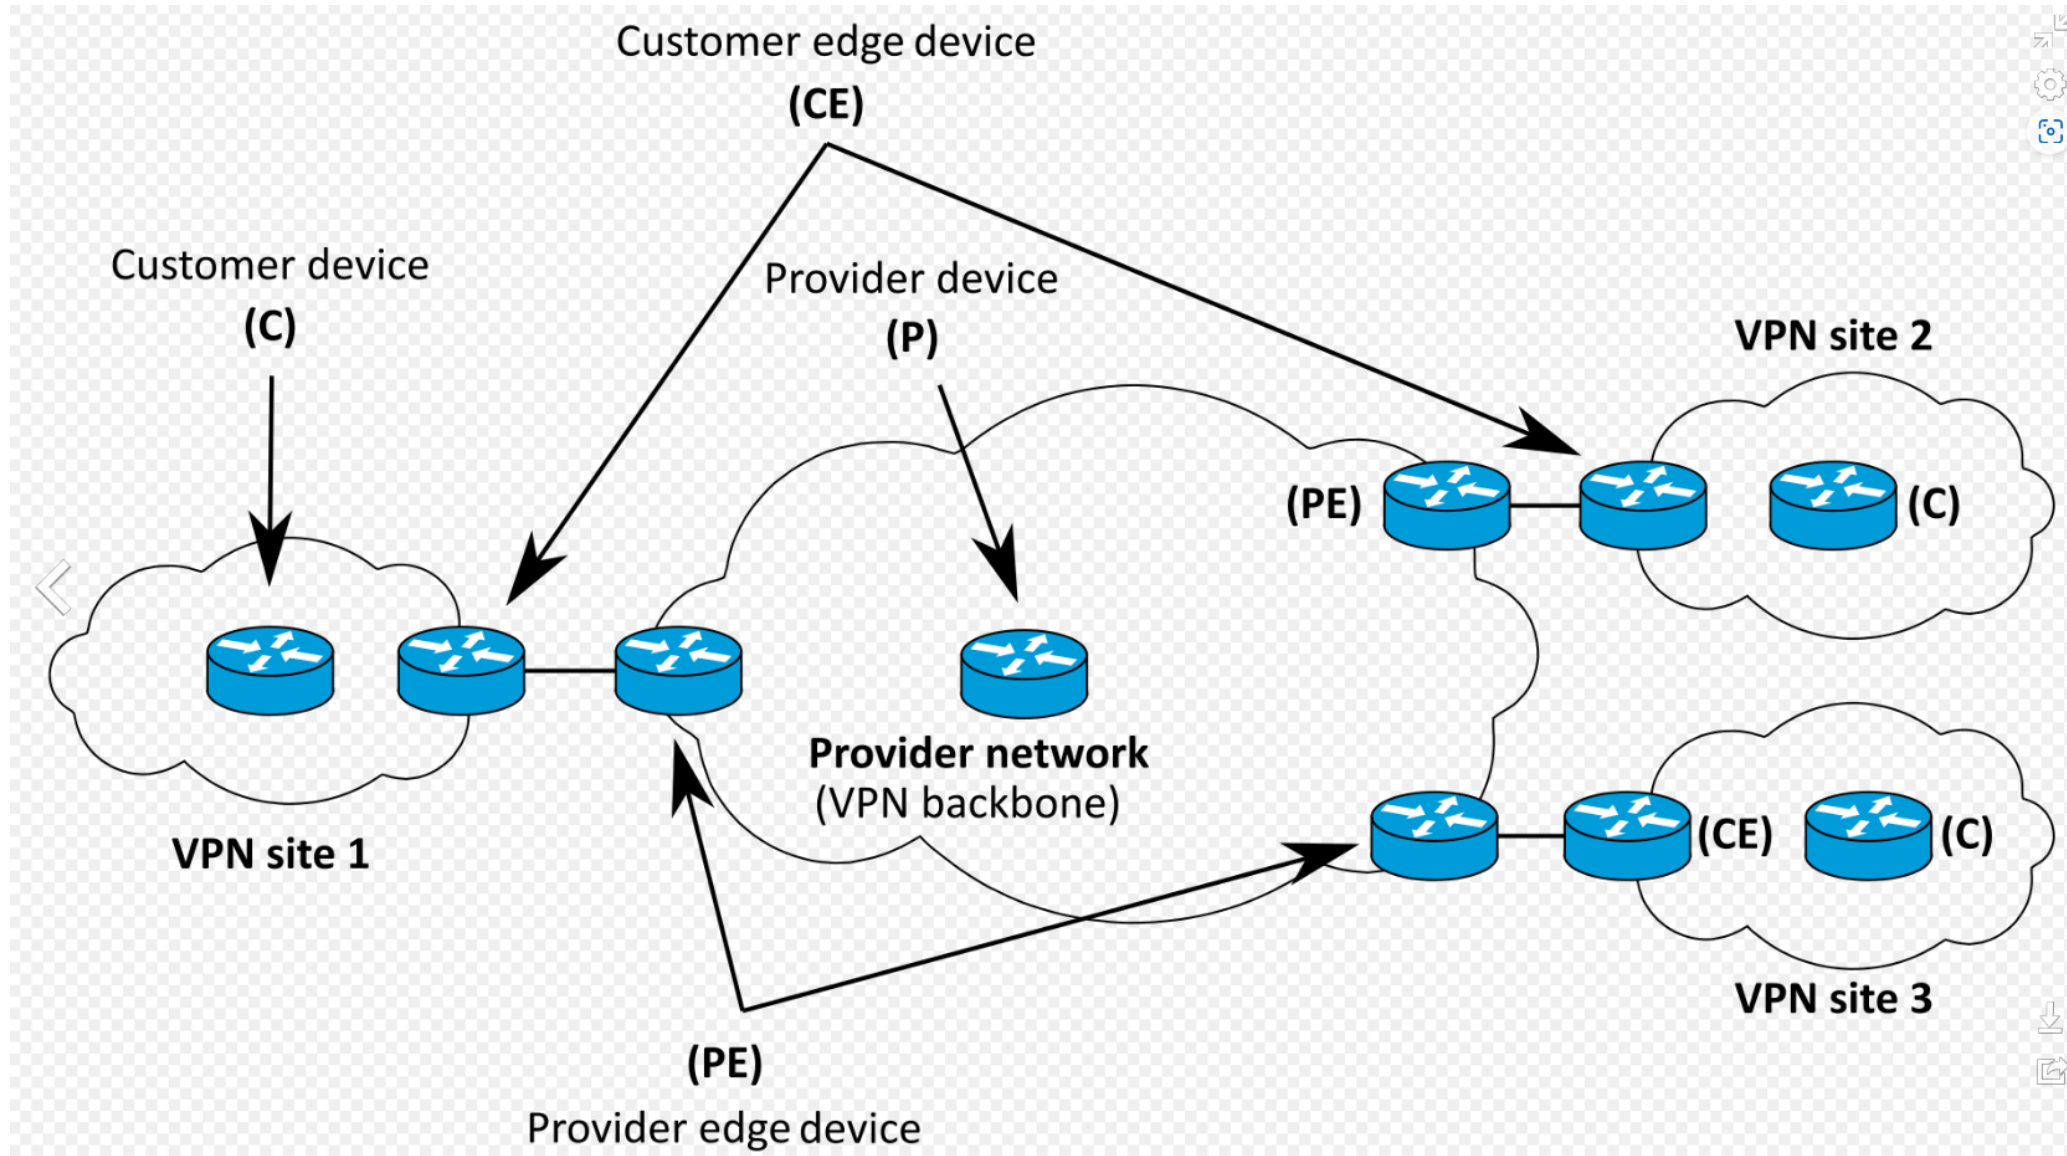 Customer edge device
(CE)
Customer device
(C)
Provider device
(P)
VPN site 2
(PE)
(C)
Provider network
(VPN backbone)
VPN site 1
(CE)
(C)
VPN site 3
(PE)
Provider edge device